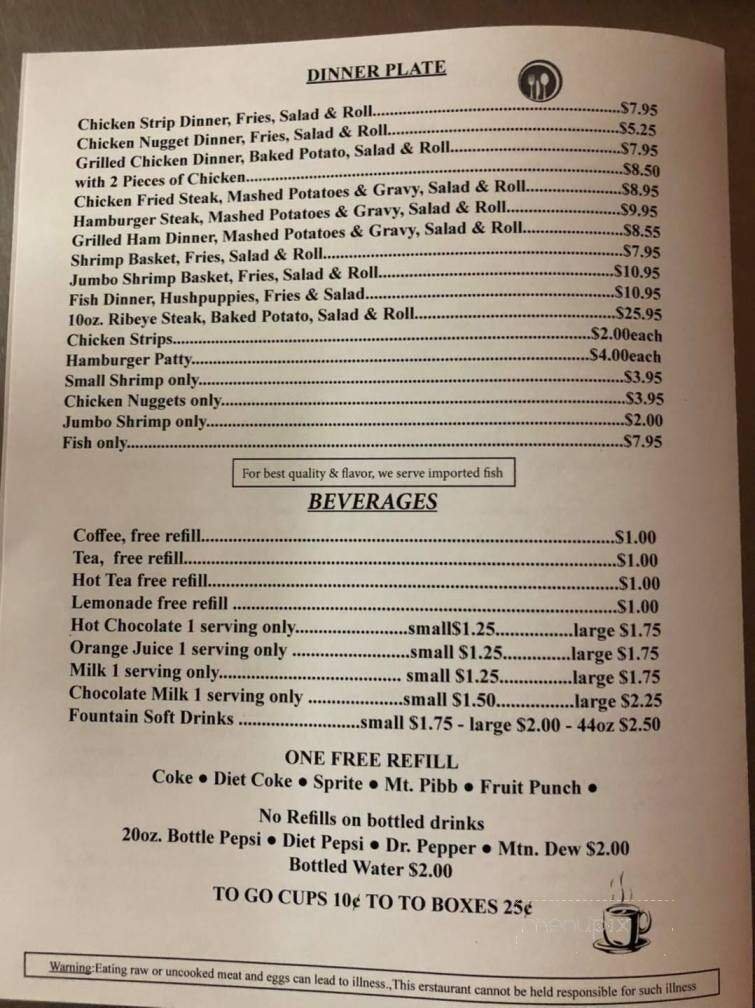 DINNER PLATE
Chicken Strip Dinner, Fries, Salad & Roll...$7.95
Chicken Nugget Dinner, Fries, Salad & Roll...$5.25
Grilled Chicken Dinner, Baked Potato, Salad & Roll...$7.95
with 2 Pieces of Chicken...$8.50
Chicken Fried Steak, Mashed Potatoes & Gravy, Salad & Roll...$8.95
Hamburger Steak, Mashed Potatoes & Gravy, Salad & Roll...$9.95
Grilled Ham Dinner, Mashed Potatoes & Gravy, Salad & Roll...$8.55
Shrimp Basket, Fries, Salad & Roll...$7.95
Jumbo Shrimp Basket, Fries, Salad & Roll...$10.95
Fish Dinner, Hushpuppies, Fries & Salad...$10.95
10oz. Ribeye Steak, Baked Potato, Salad & Roll...$25.95
Chicken Strips...$2.00each
Hamburger Patty...$4.00each
Small Shrimp only...$3.95
Chicken Nuggets only...$3.95
Jumbo Shrimp only...$2.00
Fish only...$7.95
For best quality & flavor, we serve imported fish
BEVERAGES
Coffee, free refill...$1.00
Tea, free refill...$1.00
Hot Tea free refill...$1.00
Lemonade free refill ...$1.00
Hot Chocolate 1 serving only...small$1.25...large $1.75
Orange Juice 1 serving only ...small $1.25...large $1.75
Milk 1 serving only... small $1.25...large $1.75
Chocolate Milk 1 serving only ...small $1.50...large $2.25
Fountain Soft Drinks ...small $1.75 - large $2.00 - 44oz $2.50
ONE FREE REFILL
Coke ● Diet Coke ● Sprite ● Mt. Pibb ● Fruit Punch ●
No Refills on bottled drinks
20oz. Bottle Pepsi ● Diet Pepsi ● Dr. Pepper ● Mtn. Dew $2.00
Bottled Water $2.00
TO GO CUPS 10¢ TO TO BOXES 25¢
menupix
Warning:Eating raw or uncooked meat and eggs can lead to illness.,This erstaurant cannot be held responsible for such illness